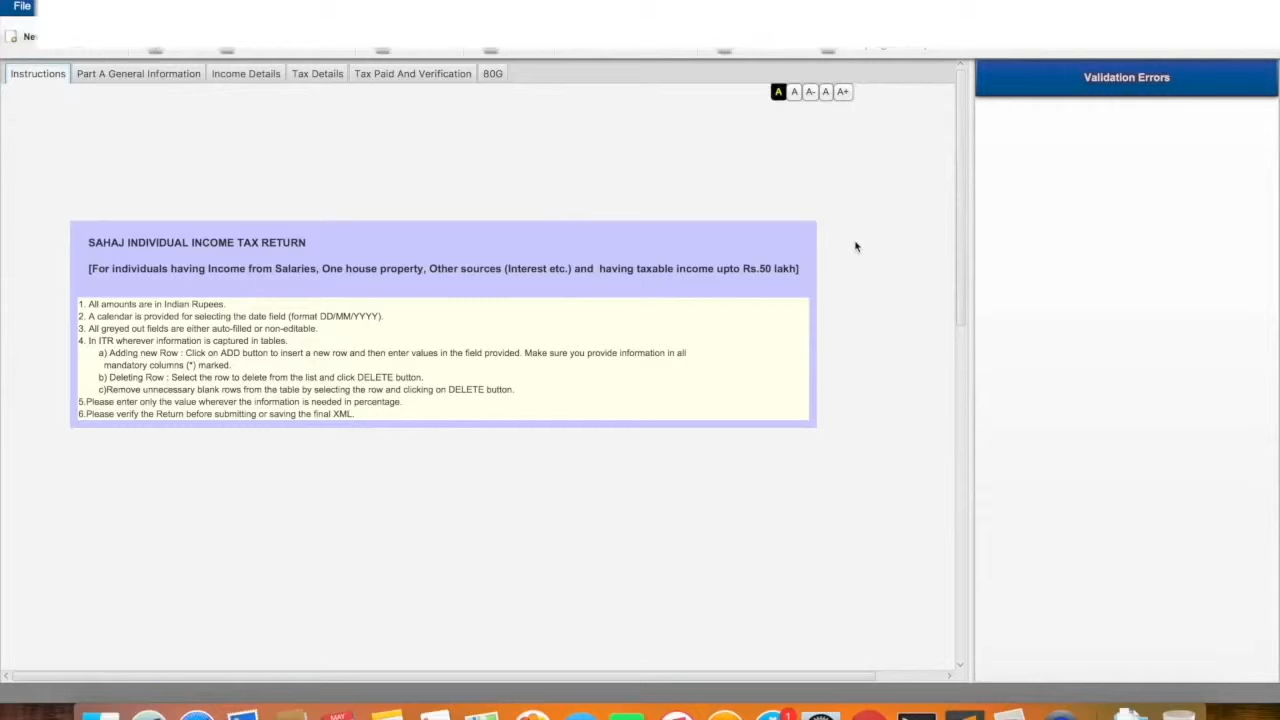 File
Ne
Instructions Part A General Information Income Details Tax Details Tax Paid And Verification 80G
Validation Errors
A A A- A A+
SAHAJ INDIVIDUAL INCOME TAX RETURN
[For individuals having Income from Salaries, One house property, Other sources (Interest etc.) and having taxable income upto Rs.50 lakh]
1. All amounts are in Indian Rupees.
2. A calendar is provided for selecting the date field (format DD/MM/YYYY).
3. All greyed out fields are either auto-filled or non-editable.
4. In ITR wherever information is captured in tables.
a) Adding new Row : Click on ADD button to insert a new row and then enter values in the field provided. Make sure you provide information in all
mandatory columns (*) marked.
b) Deleting Row : Select the row to delete from the list and click DELETE button.
c)Remove unnecessary blank rows from the table by selecting the row and clicking on DELETE button.
5.Please enter only the value wherever the information is needed in percentage.
6.Please verify the Return before submitting or saving the final XML.
MAY
1